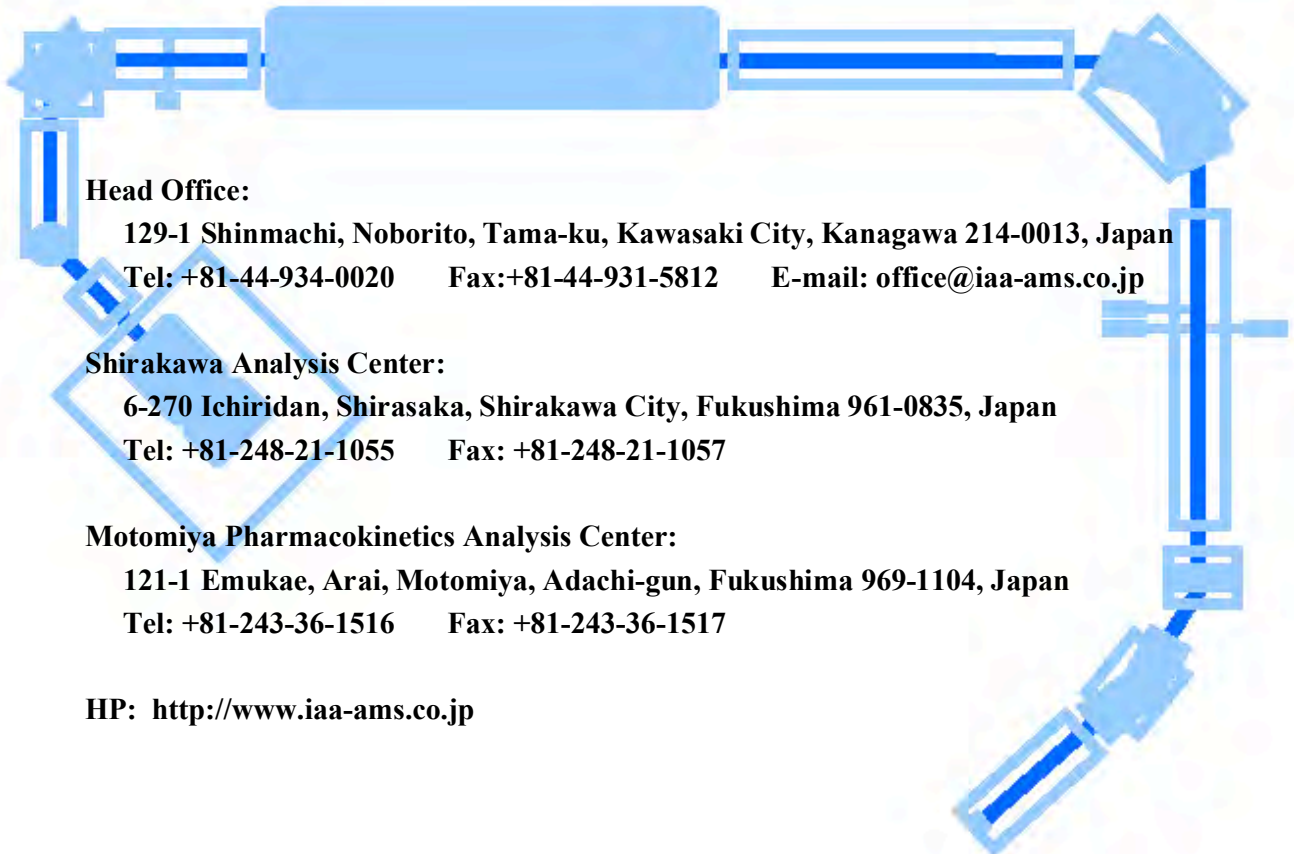 Head Office:
129-1 Shinmachi, Noborito, Tama-ku, Kawasaki City, Kanagawa 214-0013, Japan
Tel: +81-44-934-0020 Fax:+81-44-931-5812 E-mail: office@iaa-ams.co.jp
Shirakawa Analysis Center:
6-270 Ichiridan, Shirasaka, Shirakawa City, Fukushima 961-0835, Japan
Tel: +81-248-21-1055 Fax: +81-248-21-1057
Motomiya Pharmacokinetics Analysis Center:
121-1 Emukae, Arai, Motomiya, Adachi-gun, Fukushima 969-1104, Japan
Tel: +81-243-36-1516 Fax: +81-243-36-1517
HP: http://www.iaa-ams.co.jp